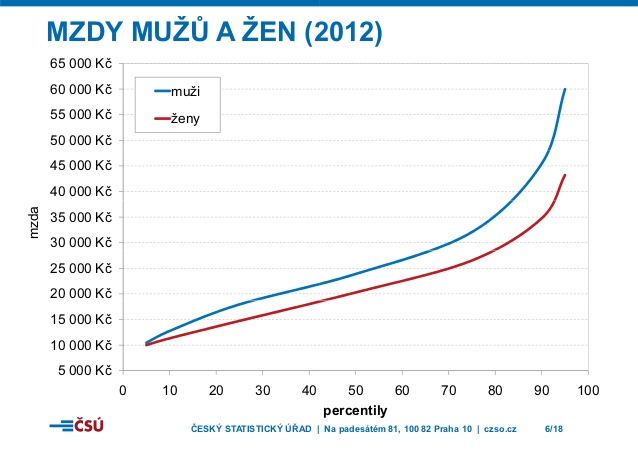 MZDY MUŽŮ A ŽEN (2012)
65 000 Kč
60 000 Kč
55 000 Kč
50 000 Kč
45 000 Kč
40 000 Kč
35 000 Kč
30 000 Kč
25 000 Kč
20 000 Kč
15 000 Kč
10 000 Kč
5 000 Kč
mzda
muži
ženy
0 10 20 30 40 50 60 70 80 90 100
percentily
ČSÚ
ČESKÝ STATISTICKÝ ÚŘAD | Na padesátém 81, 100 82 Praha 10 | czso.cz 6/18